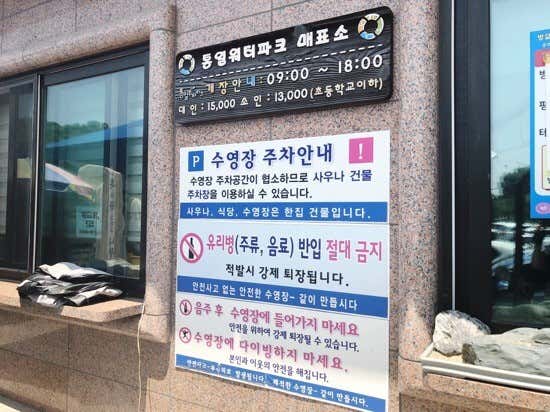 통일워터파크 매표소
개장안내: 09:00 ~ 18:00
대인: 15,000 소인: 13,000 (초등학교이하)
P 수영장 주차안내 !
수영장 주차공간이 협소하므로 사우나 건물
주차장을 이용하실 수 있습니다.
사우나, 식당, 수영장은 한집 건물입니다.
유리병(주류, 음료) 반입 절대 금지
적발시 강제 퇴장됩니다.
안전사고 없는 안전한 수영장~ 같이 만듭시다
음주 후 수영장에 들어가지 마세요
안전을 위하여 강제 퇴장될 수 있습니다.
수영장에 다이빙하지 마세요.
본인과 이웃의 안전을 해칩니다.
쾌적한 수영장~ 같이 만듭시다.